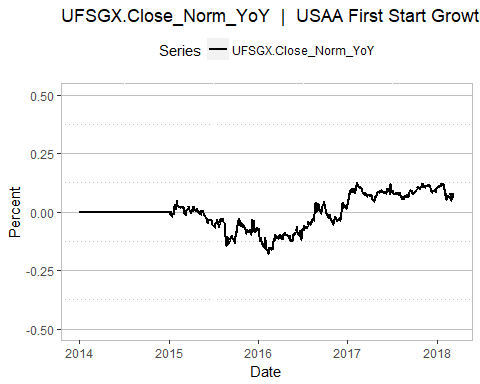 UFSGX.Close_Norm_YoY | USAA First Start Growt
Series UFSGX.Close_Norm_YoY
0.50
0.25
0.00
-0.25
-0.50
Percent
2014 2015 2016 2017 2018
Date